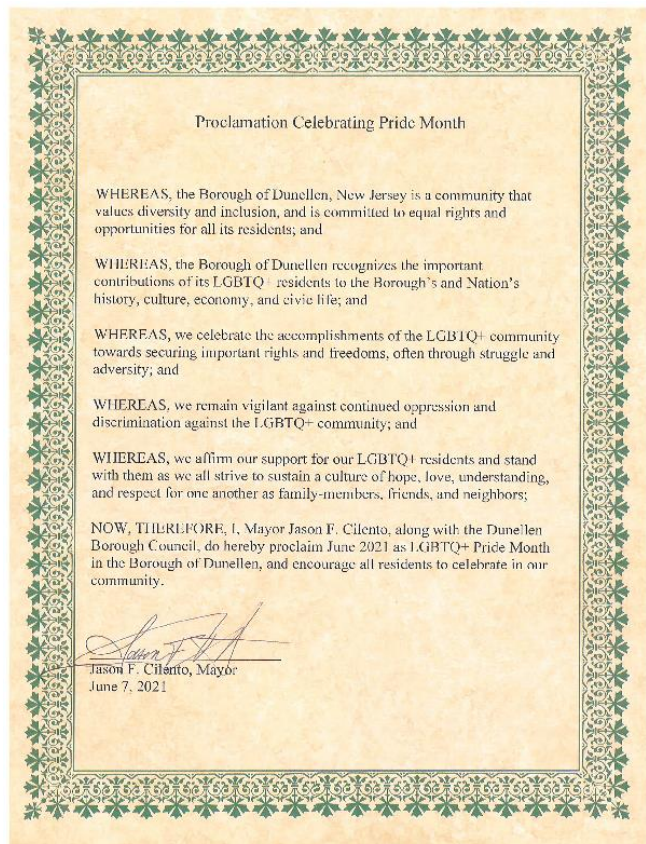 Proclamation Celebrating Pride Month
WHEREAS, the Borough of Dunellen, New Jersey is a community that
values diversity and inclusion, and is committed to equal rights and
opportunities for all its residents; and
WHEREAS, the Borough of Dunellen recognizes the important
contributions of its LGBTQ+ residents to the Borough's and Nation's
history, culture, economy, and civic life; and
WHEREAS, we celebrate the accomplishments of the LGBTQ+ community
towards securing important rights and freedoms, often through struggle and
adversity; and
WHEREAS, we remain vigilant against continued oppression and
discrimination against the LGBTQ+ community; and
WHEREAS, we affirm our support for our LGBTQ+ residents and stand
with them as we all strive to sustain a culture of hope, love, understanding,
and respect for one another as family-members, friends, and neighbors;
NOW, THEREFORE, I, Mayor Jason F. Cilento, along with the Dunellen
Borough Council, do hereby proclaim June 2021 as LGBTQ+ Pride Month
in the Borough of Dunellen, and encourage all residents to celebrate in our
community.
Jason F. Cilento, Mayor
June 7, 2021